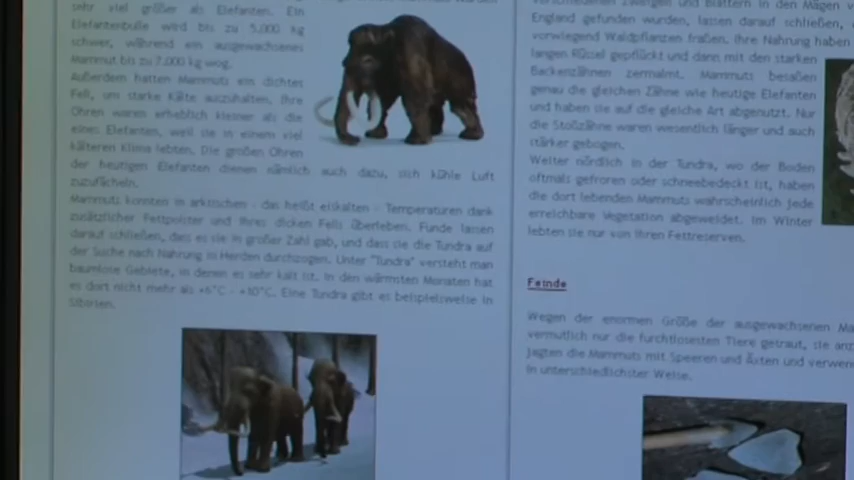 sehr viel größer als Elefanten. Ein
Elefantenbulle wird bis zu 5.000 kg
schwer, während ein ausgewachsenes
Mammut bis zu 7.000 kg wog.
Außerdem hatten Mammuts ein dichtes
Fell, um starke Kälte auszuhalten. Ihre
Ohren waren erheblich kleiner als die
eines Elefanten, weil sie in einem viel
kälteren Klima lebten. Die großen Ohren
der heutigen Elefanten dienen nämlich auch dazu, sich kühle Luft
zuzufächeln.
Mammuts konnten in arktischen - das heißt eiskalten - Temperaturen dank
zusätzlicher Fettpolster und ihres dicken Fells überleben. Funde lassen
darauf schließen, dass es sie in großer Zahl gab, und dass sie die Tundra auf
der Suche nach Nahrung in Herden durchzogen. Unter "Tundra" versteht man
baumlose Gebiete, in denen es sehr kalt ist. In den wärmsten Monaten hat
es dort nicht mehr als +6°C - +10°C. Eine Tundra gibt es beispielsweise in
Sibirien.
verschiedenen Zweigen und Blättern in den Mägen v
England gefunden wurden, lassen darauf schließen,
vorwiegend Waldpflanzen fraßen. Ihre Nahrung haben
langen Rüssel gepflückt und dann mit den starken
Backenzähnen zermalmt. Mammuts besaßen
genau die gleichen Zähne wie heutige Elefanten
und haben sie auf die gleiche Art abgenutzt. Nur
die Stoßzähne waren wesentlich länger und auch
stärker gebogen.
Weiter nördlich in der Tundra, wo der Boden
oftmals gefroren oder schneebedeckt ist, haben
die dort lebenden Mammuts wahrscheinlich jede
erreichbare Vegetation abgeweidet. Im Winter
lebten sie nur von ihren Fettreserven.
Feinde
Wegen der enormen Größe der ausgewachsenen Ma
vermutlich nur die furchtlosesten Tiere getraut, sie anz
jagten die Mammuts mit Speeren und Äxten und verwen
in unterschiedlichster Weise.